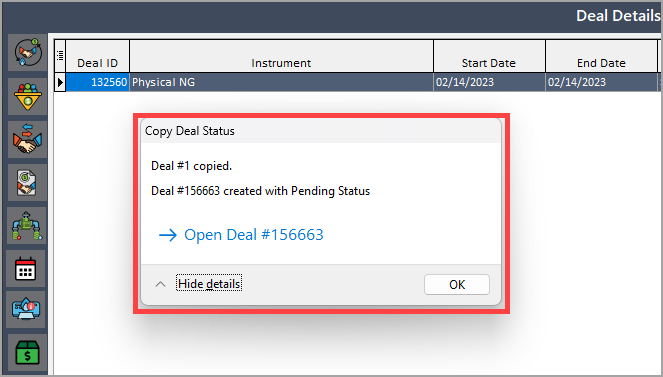 Deal Details
Deal ID Instrument Start Date End Date
132560 Physical NG 02/14/2023 02/14/2023
Copy Deal Status
Deal #1 copied.
Deal #156663 created with Pending Status
Open Deal #156663
Hide details OK